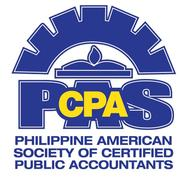 PAS
CPA
PHILIPPINE AMERICAN
SOCIETY OF CERTIFIED
PUBLIC ACCOUNTANTS